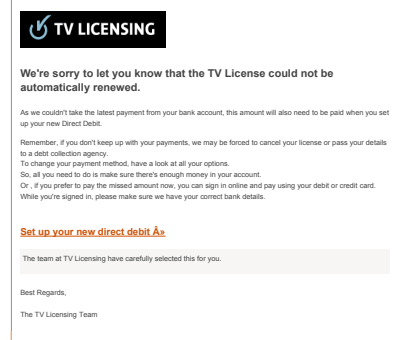 TV LICENSING
We're sorry to let you know that the TV License could not be
automatically renewed.
As we couldn't take the latest payment from your bank account, this amount will also need to be paid when you set
up your new Direct Debit.
Remember, if you don't keep up with your payments, we may be forced to cancel your license or pass your details
to a debt collection agency.
To change your payment method, have a look at all your options.
So, all you need to do is make sure there's enough money in your account.
Or , if you prefer to pay the missed amount now, you can sign in online and pay using your debit or credit card.
While you're signed in, please make sure we have your correct bank details.
Set up your new direct debit Â»
The team at TV Licensing have carefully selected this for you.
Best Regards,
The TV Licensing Team